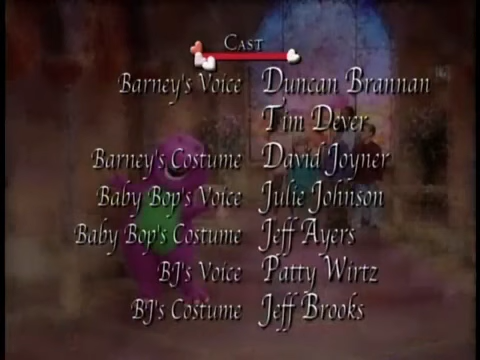 Cast
Barney's Voice Duncan Brannan
Tim Dever
Barney's Costume David Joyner
Baby Bop's Voice Julie Johnson
Baby Bop's Costume Jeff Ayers
BJ's Voice Patty Wirtz
BJ's Costume Jeff Brooks